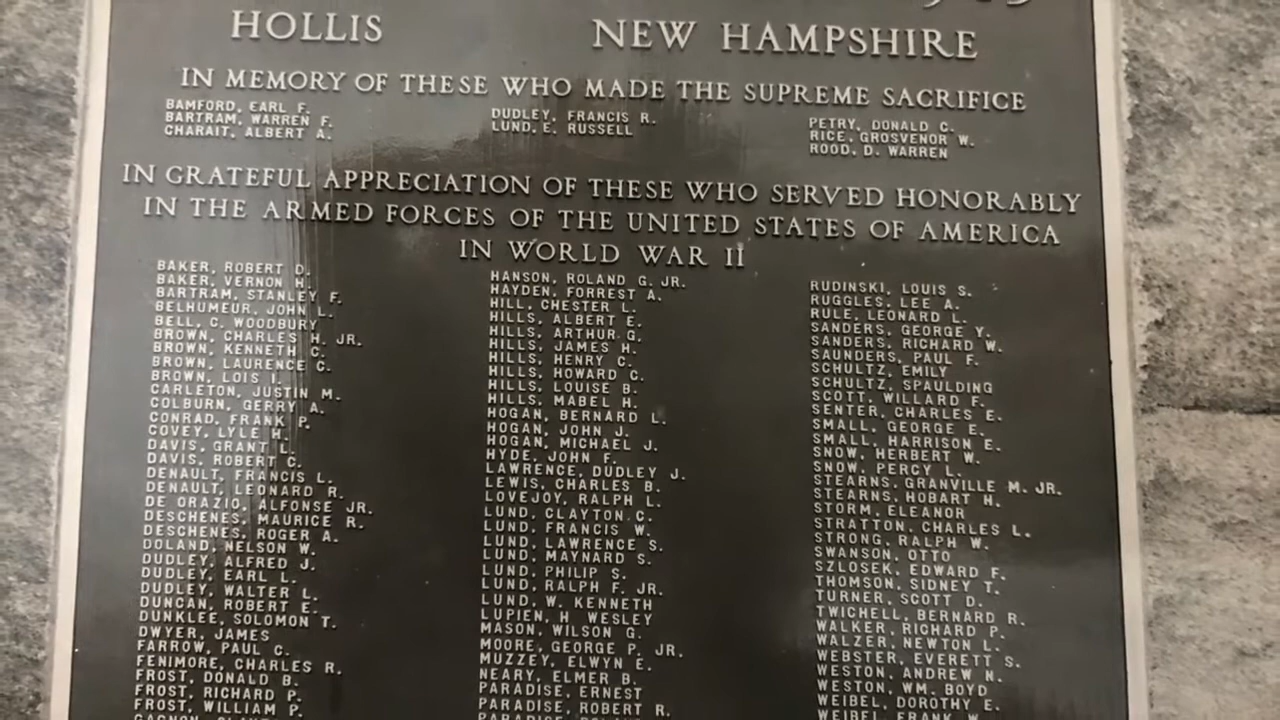 HOLLIS NEW HAMPSHIRE
IN MEMORY OF THESE WHO MADE THE SUPREME SACRIFICE
BAMFORD, EARL F.
BARTRAM, WARREN F.
CHARAIT, ALBERT A.
DUDLEY, FRANCIS R.
LUND, E. RUSSELL
PETRY, DONALD C.
RICE, GROSVENOR W.
ROOD, D. WARREN
IN GRATEFUL APPRECIATION OF THESE WHO SERVED HONORABLY
IN THE ARMED FORCES OF THE UNITED STATES OF AMERICA
IN WORLD WAR II
BAKER, ROBERT D.
BAKER, VERNON H.
BARTRAM, STANLEY F.
BELHUMEUR, JOHN L.
BELL, C. WOODBURY
BROWN, CHARLES H. JR.
BROWN, KENNETH C.
BROWN, LAURENCE C.
BROWN, LOIS I.
CARLETON, JUSTIN M.
COLBURN, GERRY A.
CONRAD, FRANK P.
COVEY, LYLE H.
DAVIS, GRANT L.
DAVIS, ROBERT C.
DENAULT, FRANCIS L.
DENAULT, LEONARD R.
DE ORAZIO, ALFONSE JR.
DESCHENES, MAURICE R.
DESCHENES, ROGER A.
DOLAND, NELSON W.
DUDLEY, ALFRED J.
DUDLEY, EARL L.
DUDLEY, WALTER L.
DUNCAN, ROBERT E.
DUNKLEE, SOLOMON T.
DWYER, JAMES
FARROW, PAUL C.
FENIMORE, CHARLES R.
FROST, DONALD B.
FROST, RICHARD P.
FROST, WILLIAM P.
HANSON, ROLAND G. JR.
HAYDEN, FORREST A.
HILL, CHESTER L.
HILLS, ALBERT E.
HILLS, ARTHUR G.
HILLS, JAMES H.
HILLS, HENRY C.
HILLS, HOWARD C.
HILLS, LOUISE B.
HILLS, MABEL H.
HOGAN, BERNARD L.
HOGAN, JOHN J.
HOGAN, MICHAEL J.
HYDE, JOHN F.
LAWRENCE, DUDLEY J.
LEWIS, CHARLES B.
LOVEJOY, RALPH L.
LUND, CLAYTON C.
LUND, FRANCIS W.
LUND, LAWRENCE S.
LUND, MAYNARD S.
LUND, PHILIP S.
LUND, RALPH F. JR.
LUND, W. KENNETH
LUPIEN, H WESLEY
MASON, WILSON G.
MOORE, GEORGE P. JR.
MUZZEY, ELWYN E.
NEARY, ELMER B.
PARADISE, ERNEST
PARADISE, ROBERT R.
RUDINSKI, LOUIS S.
RUGGLES, LEE A.
RULE, LEONARD L.
SANDERS, GEORGE Y.
SANDERS, RICHARD W.
SAUNDERS, PAUL F.
SCHULTZ, EMILY
SCHULTZ, SPAULDING
SCOTT, WILLARD F.
SENTER, CHARLES E.
SMALL, GEORGE E.
SMALL, HARRISON E.
SNOW, HERBERT W.
SNOW, PERCY L.
STEARNS, GRANVILLE M. JR.
STEARNS, HOBART H.
STORM, ELEANOR
STRATTON, CHARLES L.
STRONG, RALPH W.
SWANSON, OTTO
SZLOSEK, EDWARD F.
THOMSON, SIDNEY T.
TURNER, SCOTT D.
TWICHELL, BERNARD R.
WALKER, RICHARD P.
WALZER, NEWTON L.
WEBSTER, EVERETT S.
WESTON, ANDREW N.
WESTON, WM. BOYD
WEIBEL, DOROTHY E.
WEIBEL, FRANK W.